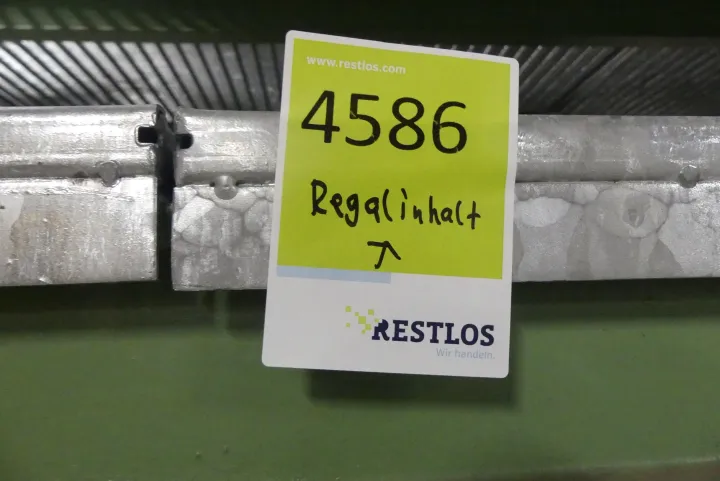 www.restlos.com
4586
Regalinhalt
↗
RESTLOS
Wir handeln.